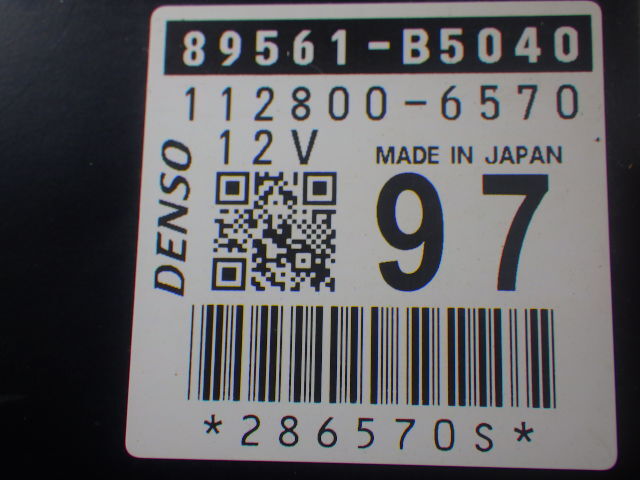 89561-B5040
112800-6570
12V
MADE IN JAPAN
DENSO
97
*286570S*